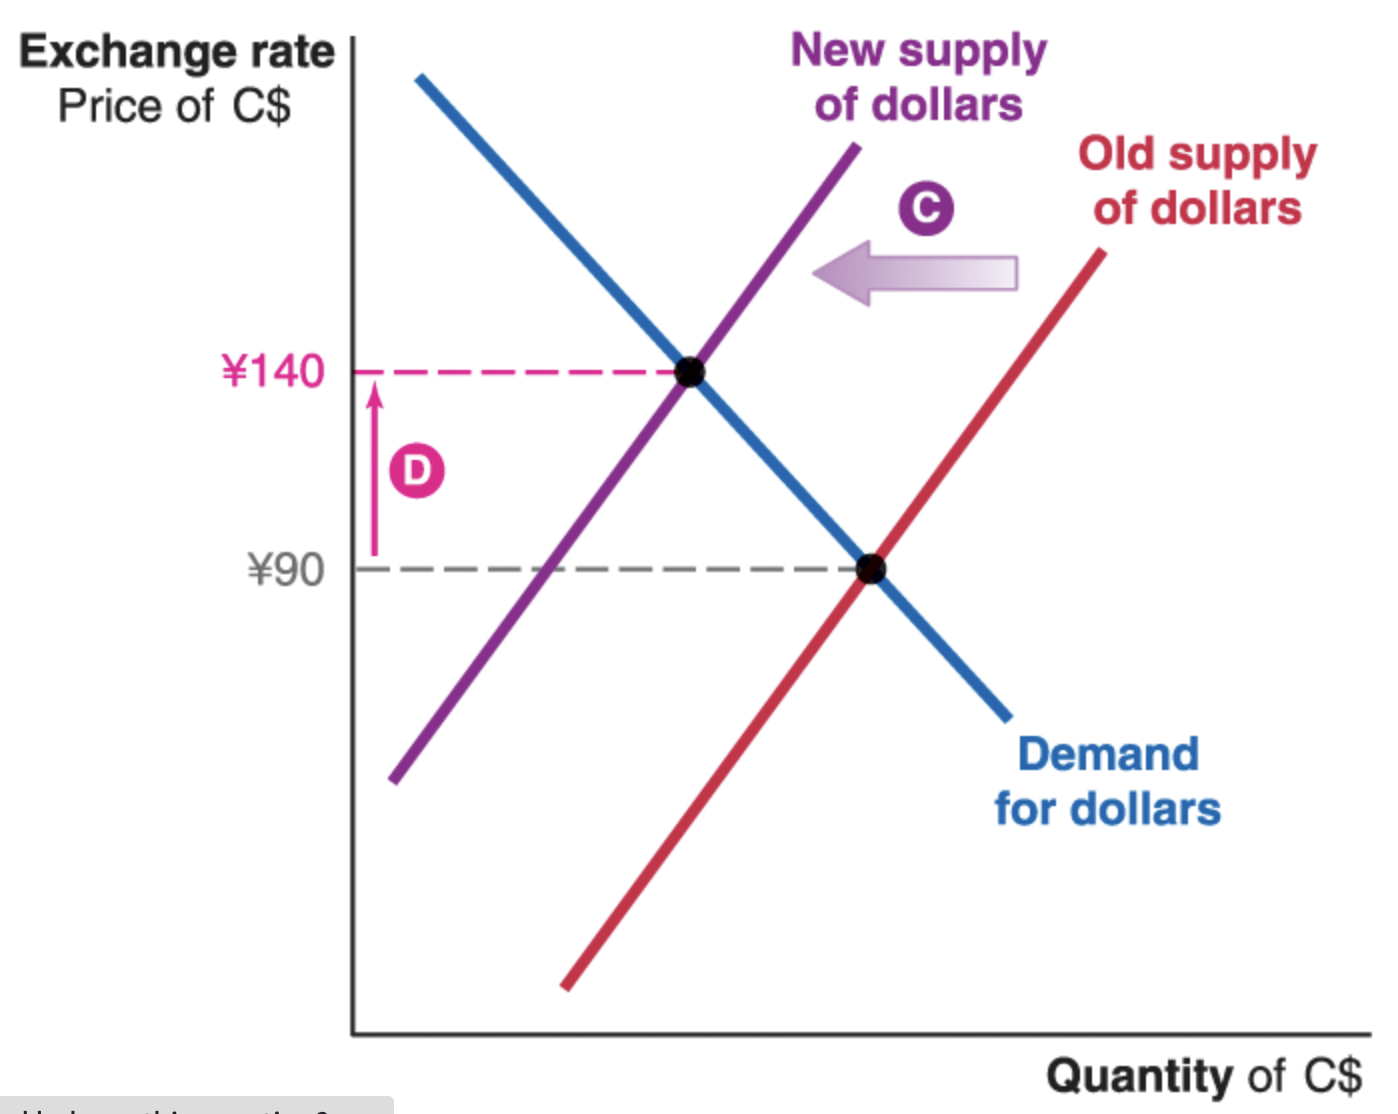 Exchange rate
Price of C$
New supply
of dollars
Old supply
of dollars
C
¥140
D
¥90
Demand
for dollars
Quantity of C$